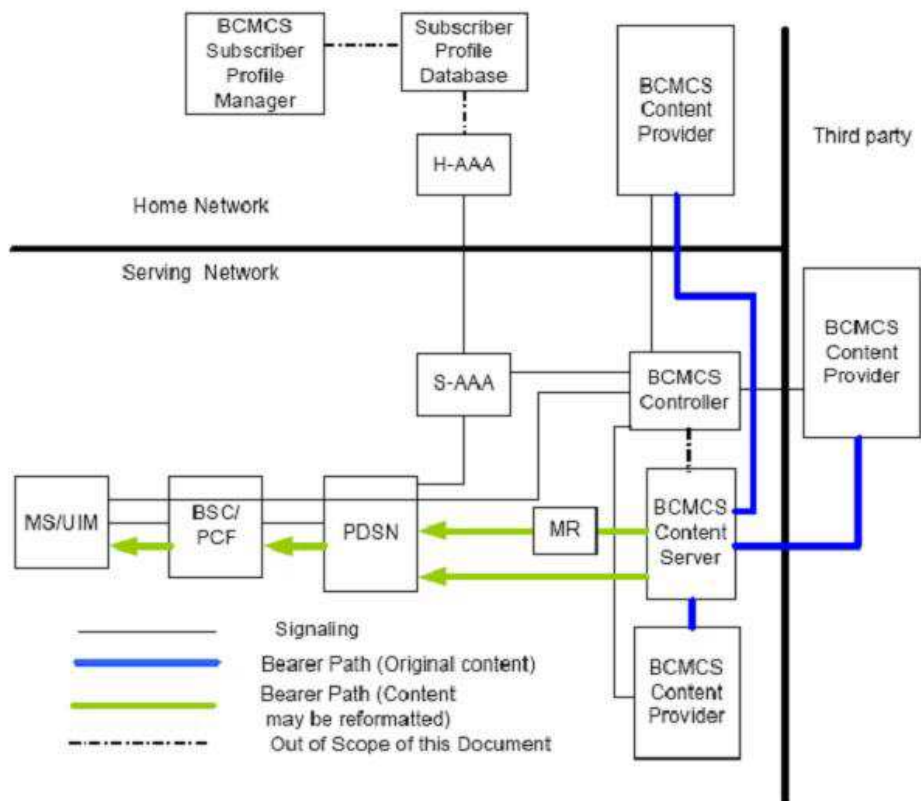 BCMCS
Subscriber
Profile
Manager
Subscriber
Profile
Database
BCMCS
Content
Provider
Third party
H-AAA
Home Network
Serving Network
BCMCS
Content
Provider
S-AAA
BCMCS
Controller
MS/UIM
BSC/
PCF
PDSN
MR
BCMCS
Content
Server
BCMCS
Content
Provider
Signaling
Bearer Path (Original content)
Bearer Path (Content
may be reformatted)
Out of Scope of this Document